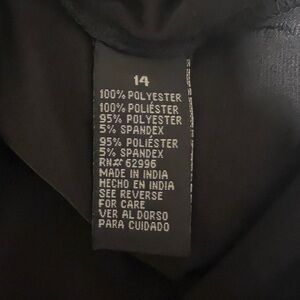 14
100% POLYESTER
100% POLIÉSTER
95% POLYESTER
5% SPANDEX
95% POLIÉSTER
5% SPANDEX
RN# 62996
MADE IN INDIA
HECHO EN INDIA
SEE REVERSE
FOR CARE
VER AL DORSO
PARA CUIDADO